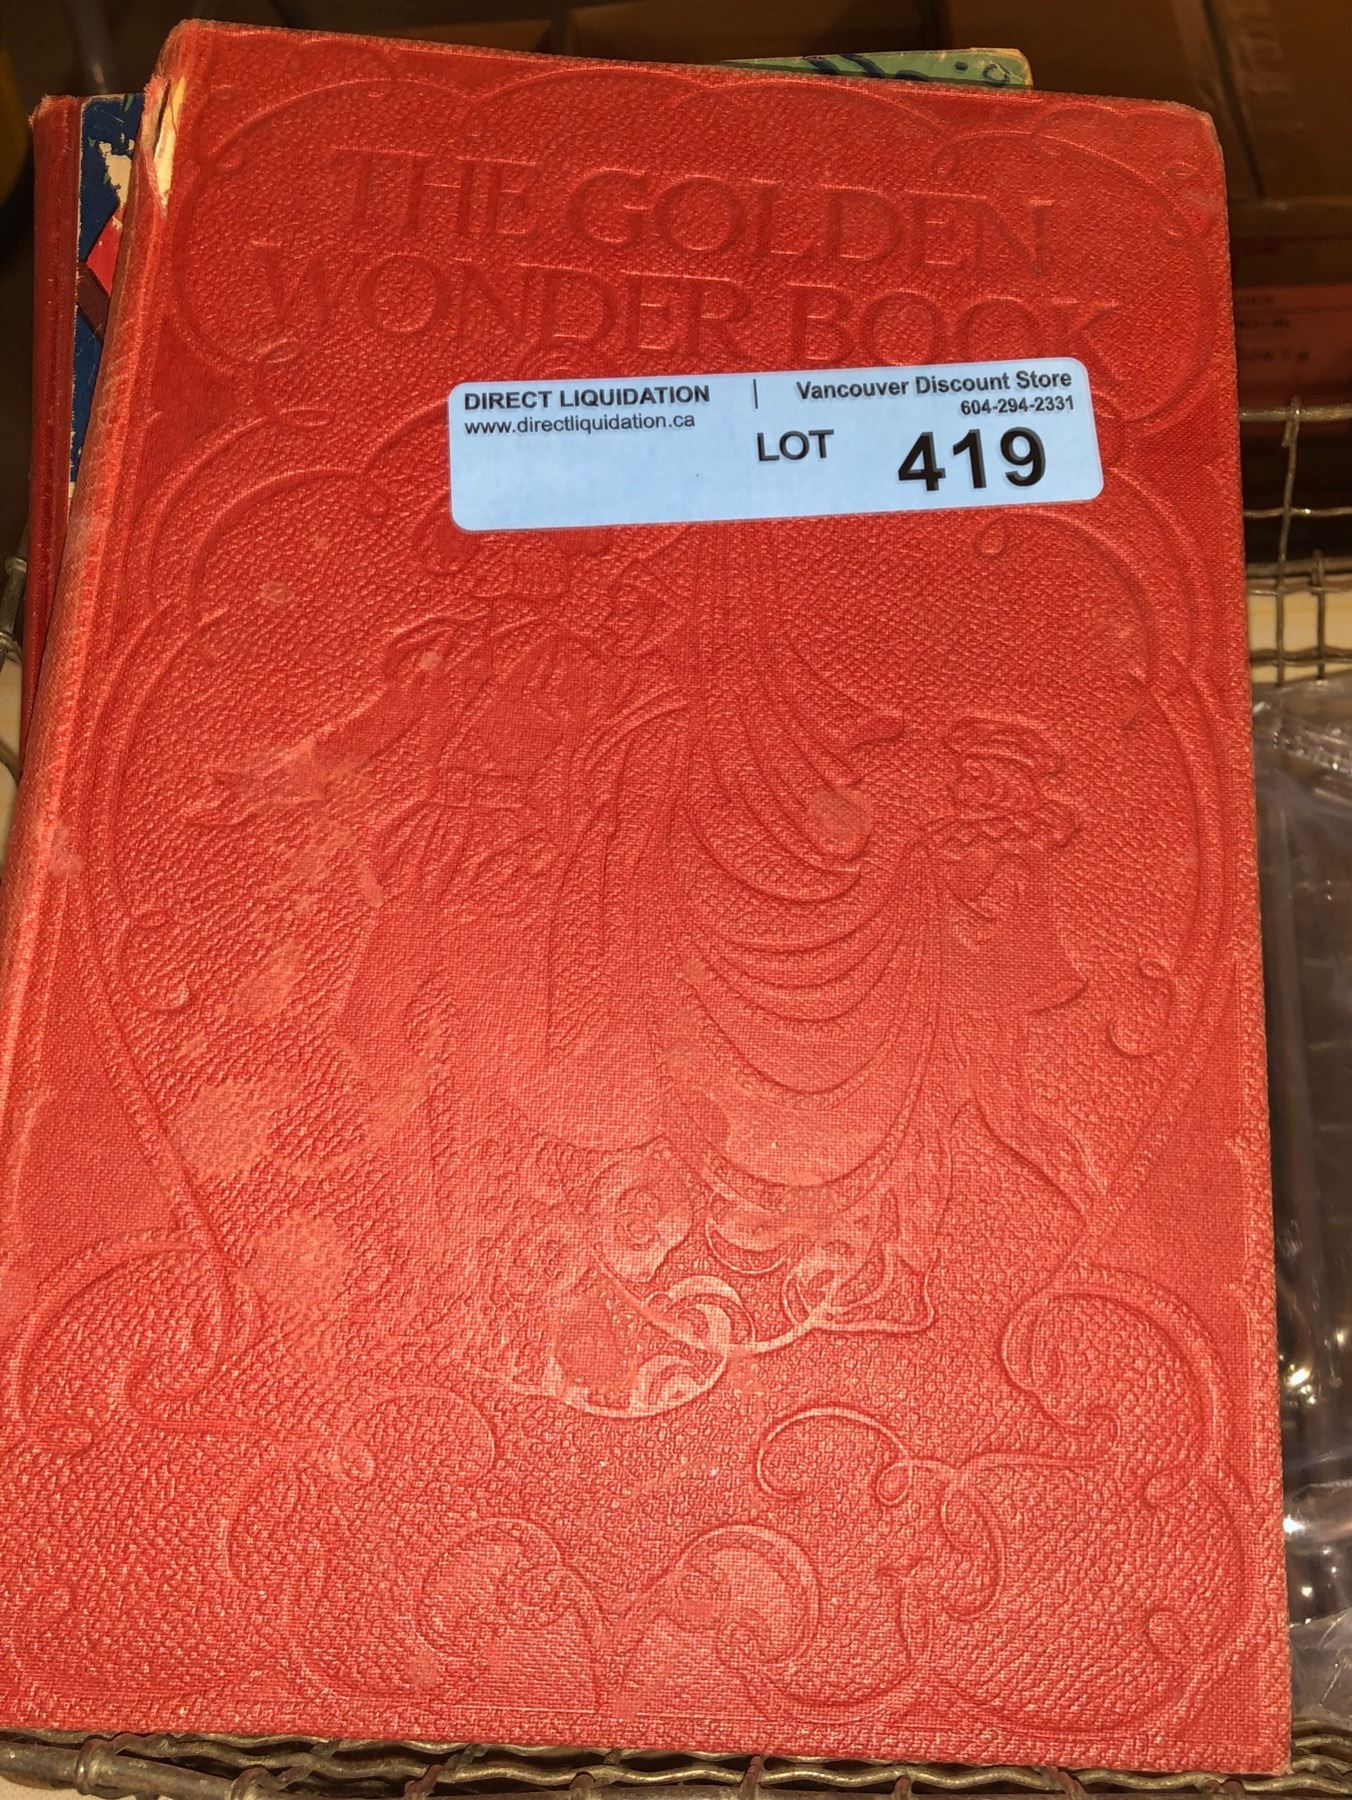 THE GOLDEN
WONDER BOOK
DIRECT LIQUIDATION | Vancouver Discount Store
www.directliquidation.ca 604-294-2331
LOT 419